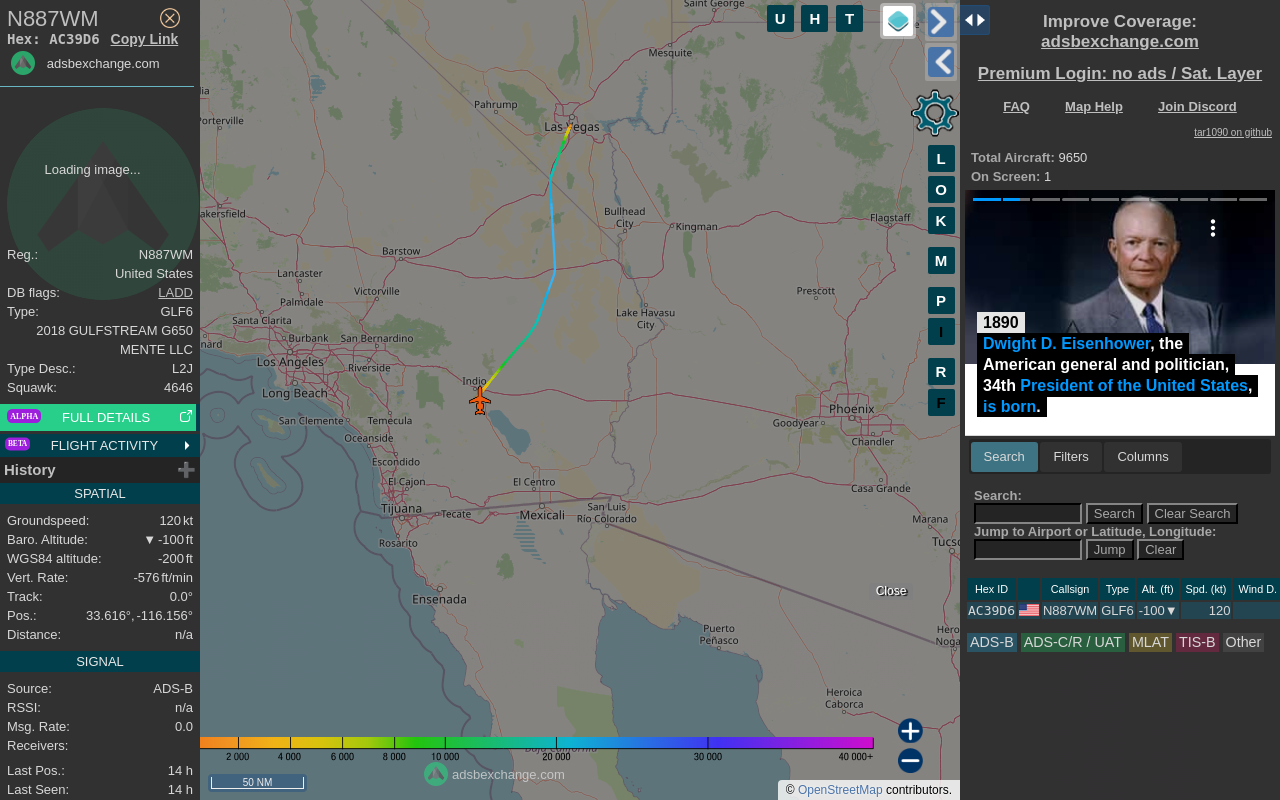 N887WM
Hex: AC39D6 Copy Link
adsbexchange.com
Loading image...
Reg.: N887WM
United States
DB flags: LADD
Type: GLF6
2018 GULFSTREAM G650
MENTE LLC
Type Desc.: L2J
Squawk: 4646
ALPHA FULL DETAILS
BETA FLIGHT ACTIVITY
History
SPATIAL
Groundspeed: 120 kt
Baro. Altitude: ▼ -100 ft
WGS84 altitude: -200 ft
Vert. Rate: -576 ft/min
Track: 0.0°
Pos.: 33.616°, -116.156°
Distance: n/a
SIGNAL
Source: ADS-B
RSSI: n/a
Msg. Rate: 0.0
Receivers:
Last Pos.: 14 h
Last Seen: 14 h
Saint George
Mesquite
Pahrump
Las Vegas
Porterville
akersfield
Bullhead
City
Kingman
Flagstaff
Barstow
Lancaster
Victorville
Palmdale
Prescott
Lake Havasu
City
Santa Clarita
nard
Burbank
San Bernardino
Los Angeles
Riverside
Long Beach
Indio
San Clemente
Temecula
Oceanside
Phoenix
Goodyear
Chandler
Escondido
El Cajon
El Centro
Casa Grande
Tijuana
Tecate
Mexicali
San Luis
Río Colorado
Marana
Tucso
Rosarito
Ensenada
Puerto
Peñasco
Hero
Noga
Heroica
Caborca
Baja California
U H T
L
O
K
M
P
I
R
F
Close
2 000 4 000 6 000 8 000 10 000 20 000 30 000 40 000+
adsbexchange.com
50 NM
© OpenStreetMap contributors.
Improve Coverage:
adsbexchange.com
Premium Login: no ads / Sat. Layer
FAQ Map Help Join Discord
tar1090 on github
Total Aircraft: 9650
On Screen: 1
1890
Dwight D. Eisenhower, the
American general and politician,
34th President of the United States,
is born.
Search Filters Columns
Search:
Search Clear Search
Jump to Airport or Latitude, Longitude:
Jump Clear
Hex ID Callsign Type Alt. (ft) Spd. (kt) Wind D.
AC39D6 N887WM GLF6 -100▼ 120
ADS-B ADS-C/R / UAT MLAT TIS-B Other